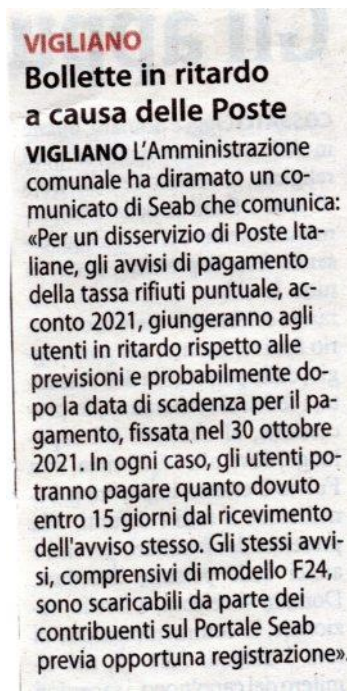 VIGLIANO
Bollette in ritardo
a causa delle Poste
VIGLIANO L'Amministrazione
comunale ha diramato un co-
municato di Seab che comunica:
«Per un disservizio di Poste Ita-
liane, gli avvisi di pagamento
della tassa rifiuti puntuale, ac-
conto 2021, giungeranno agli
utenti in ritardo rispetto alle
previsioni e probabilmente do-
po la data di scadenza per il pa-
gamento, fissata nel 30 ottobre
2021. In ogni caso, gli utenti po-
tranno pagare quanto dovuto
entro 15 giorni dal ricevimento
dell'avviso stesso. Gli stessi avvi-
si, comprensivi di modello F24,
sono scaricabili da parte dei
contribuenti sul Portale Seab
previa opportuna registrazione».